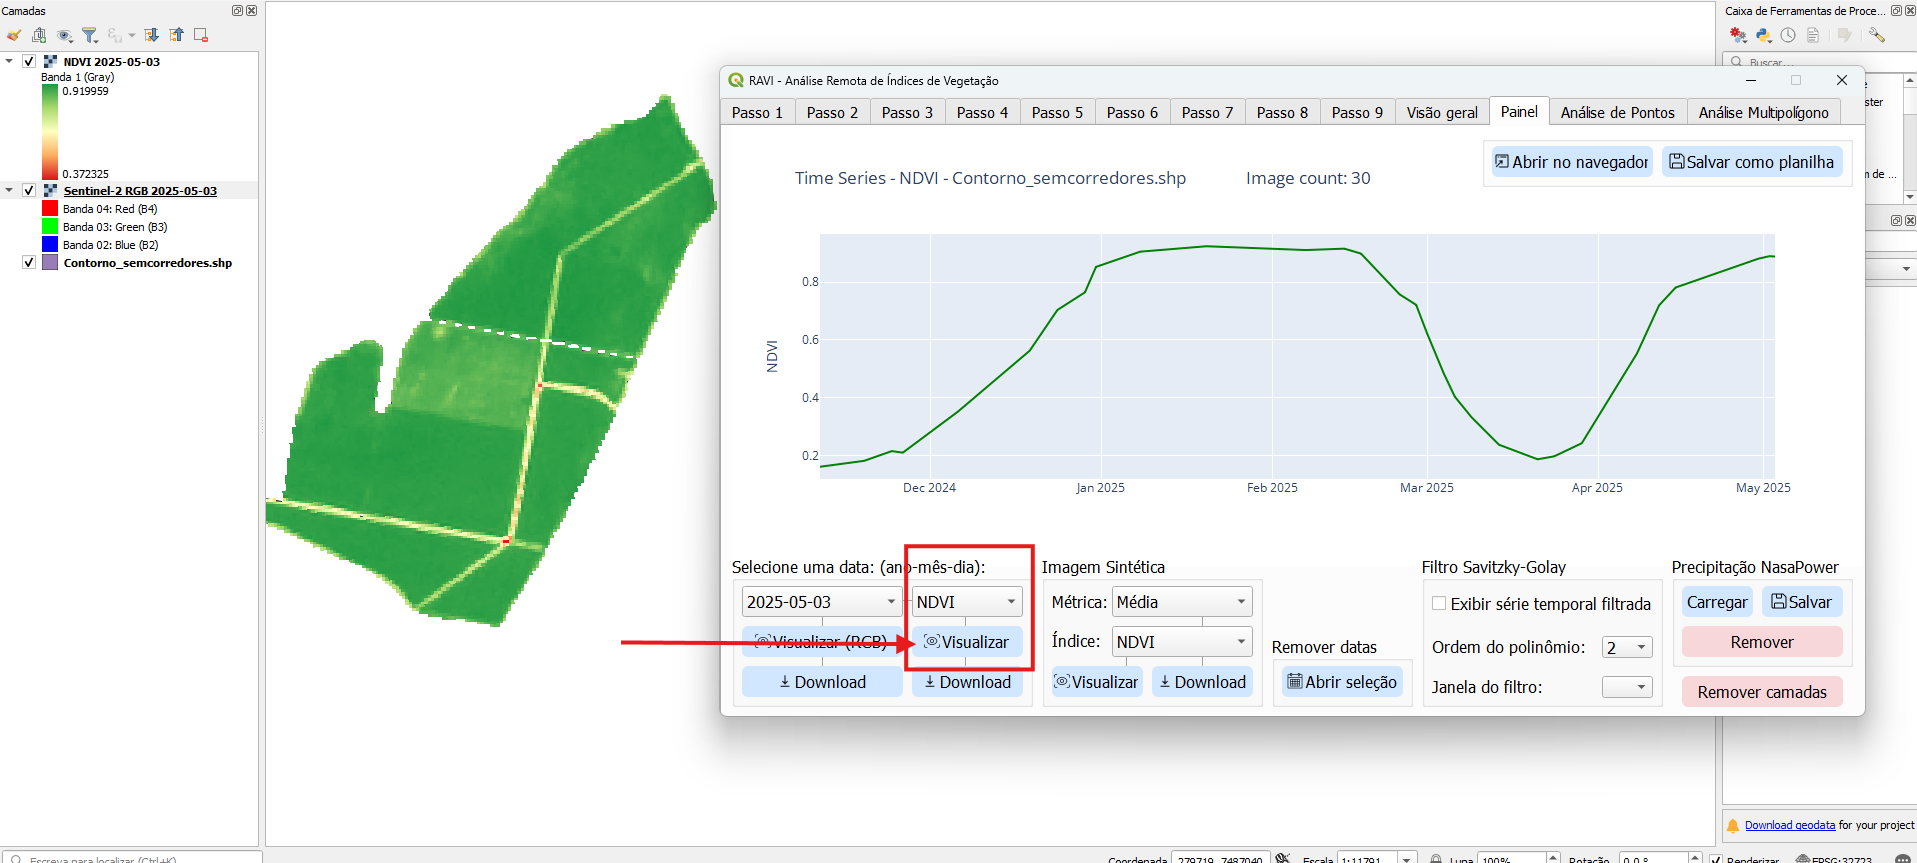 Camadas
NDVI 2025-05-03
Banda 1 (Gray)
0.919959
0.372325
Sentinel-2 RGB 2025-05-03
Banda 04: Red (B4)
Banda 03: Green (B3)
Banda 02: Blue (B2)
Contorno_semcorredores.shp
Escreva para localizar (Ctrl+K)
RAVI - Análise Remota de Índices de Vegetação
Passo 1 Passo 2 Passo 3 Passo 4 Passo 5 Passo 6 Passo 7 Passo 8 Passo 9 Visão geral Painel Análise de Pontos Análise Multipolígono
Abrir no navegador Salvar como planilha
Time Series - NDVI - Contorno_semcorredores.shp Image count: 30
NDVI
0.8
0.6
0.4
0.2
Dec 2024 Jan 2025 Feb 2025 Mar 2025 Apr 2025 May 2025
Selecione uma data: (ano-mês-dia):
2025-05-03 NDVI
Visualizar (RGB) Visualizar
Download Download
Imagem Sintética
Métrica: Média
Índice: NDVI
Visualizar Download
Remover datas
Abrir seleção
Filtro Savitzky-Golay
Exibir série temporal filtrada
Ordem do polinômio: 2
Janela do filtro:
Precipitação NasaPower
Carregar Salvar
Remover
Remover camadas
Caixa de Ferramentas de Proce...
Buscar...
ster
m de ...
Download geodata for your project
Coordenada 279719 7487040 Escala 1:11791 Lupa 100% Rotação 0,0 ° Renderizar EPSG:32723